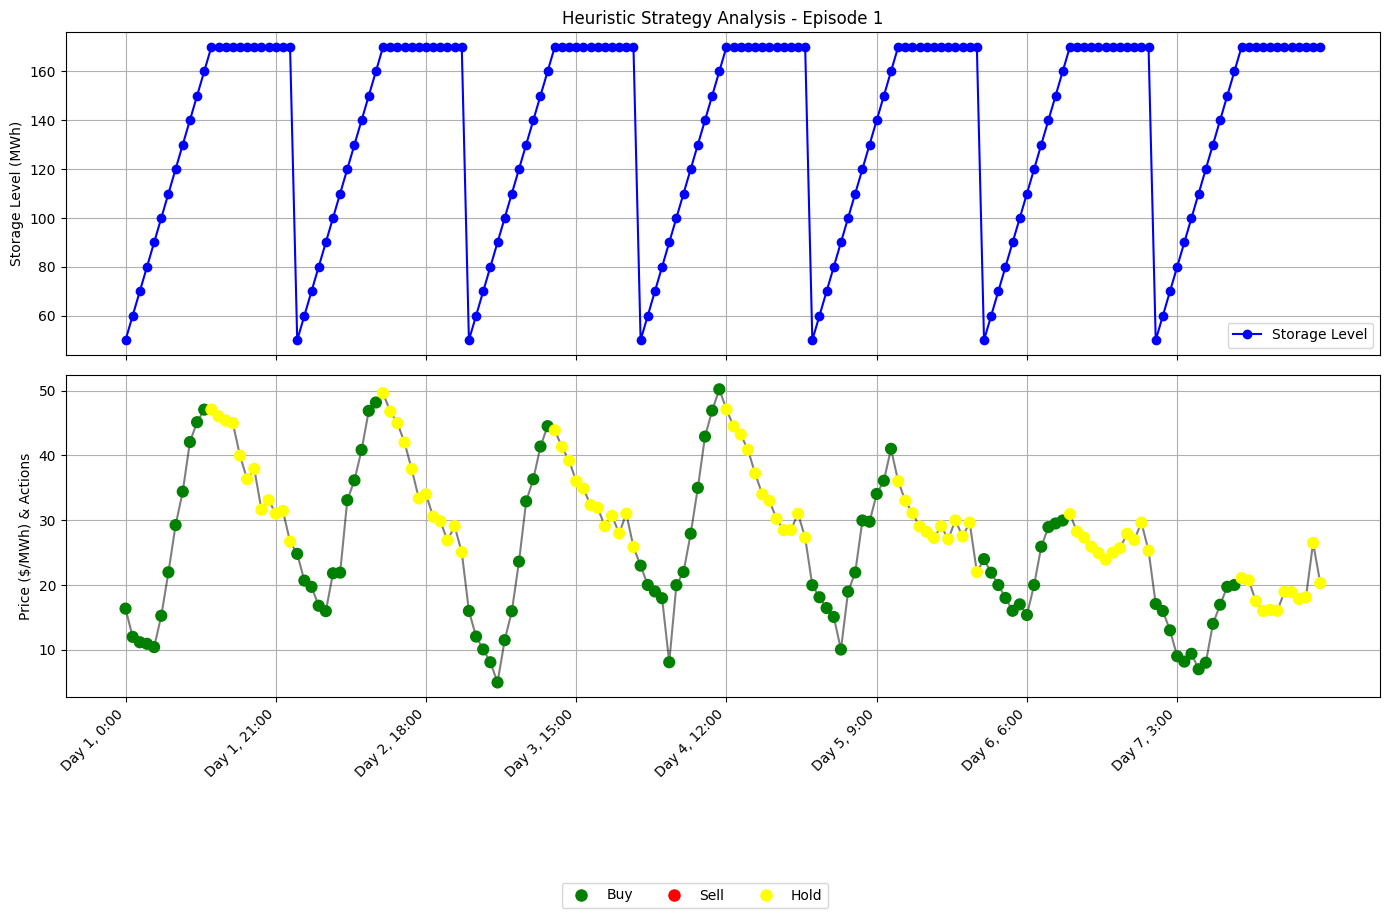 Heuristic Strategy Analysis - Episode 1
Storage Level (MWh)
160
140
120
100
80
60
Storage Level
Price ($/MWh) & Actions
50
40
30
20
10
Day 1, 0:00
Day 1, 21:00
Day 2, 18:00
Day 3, 15:00
Day 4, 12:00
Day 5, 9:00
Day 6, 6:00
Day 7, 3:00
Buy Sell Hold